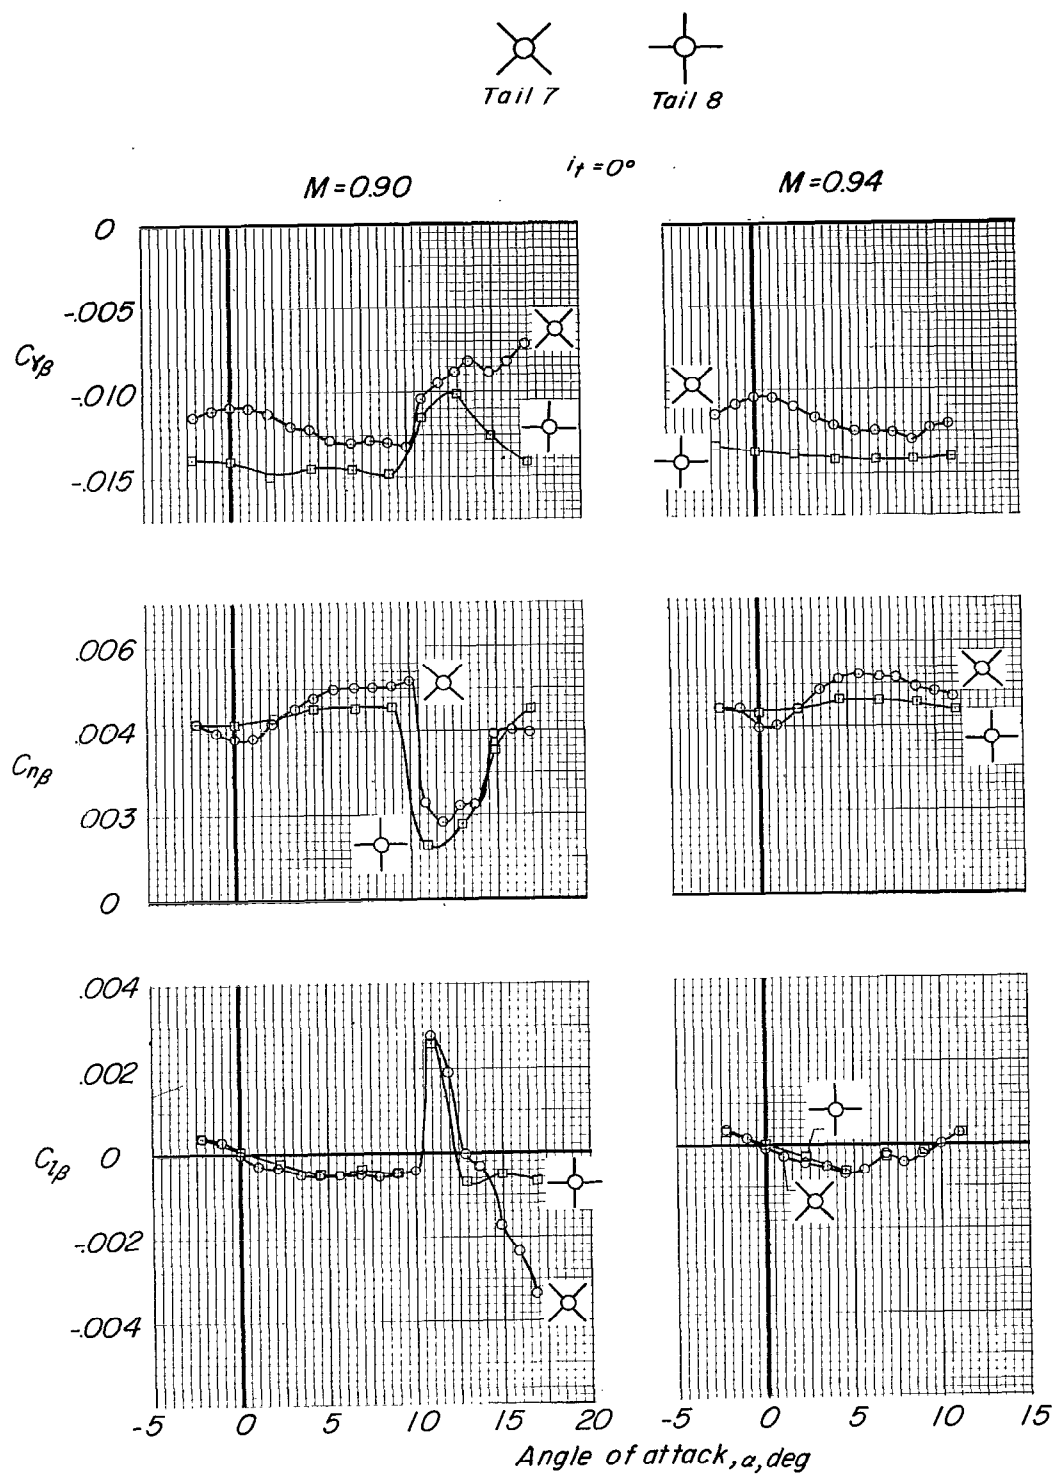 Tail 7 Tail 8
i_t = 0°
M = 0.90 M = 0.94
0
-.005
C_Yβ
-.010
-.015
.006
.004
C_nβ
.003
0
.004
.002
C_lβ 0
-.002
-.004
-5 0 5 10 15 20 -5 0 5 10 15
Angle of attack, α, deg